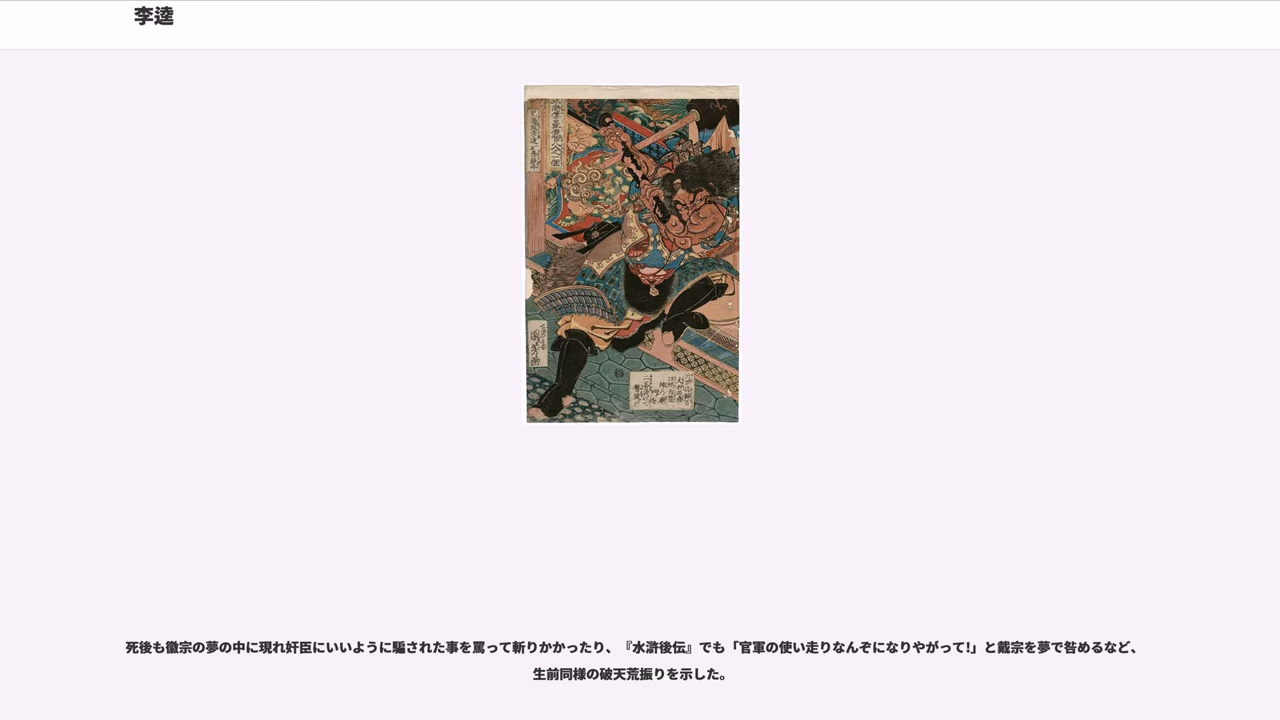 李逵
死後も徽宗の夢の中に現れ奸臣にいいように騙された事を罵って斬りかかったり、『水滸後伝』でも「官軍の使い走りなんぞになりやがって!」と戴宗を夢で咎めるなど、
生前同様の破天荒振りを示した。